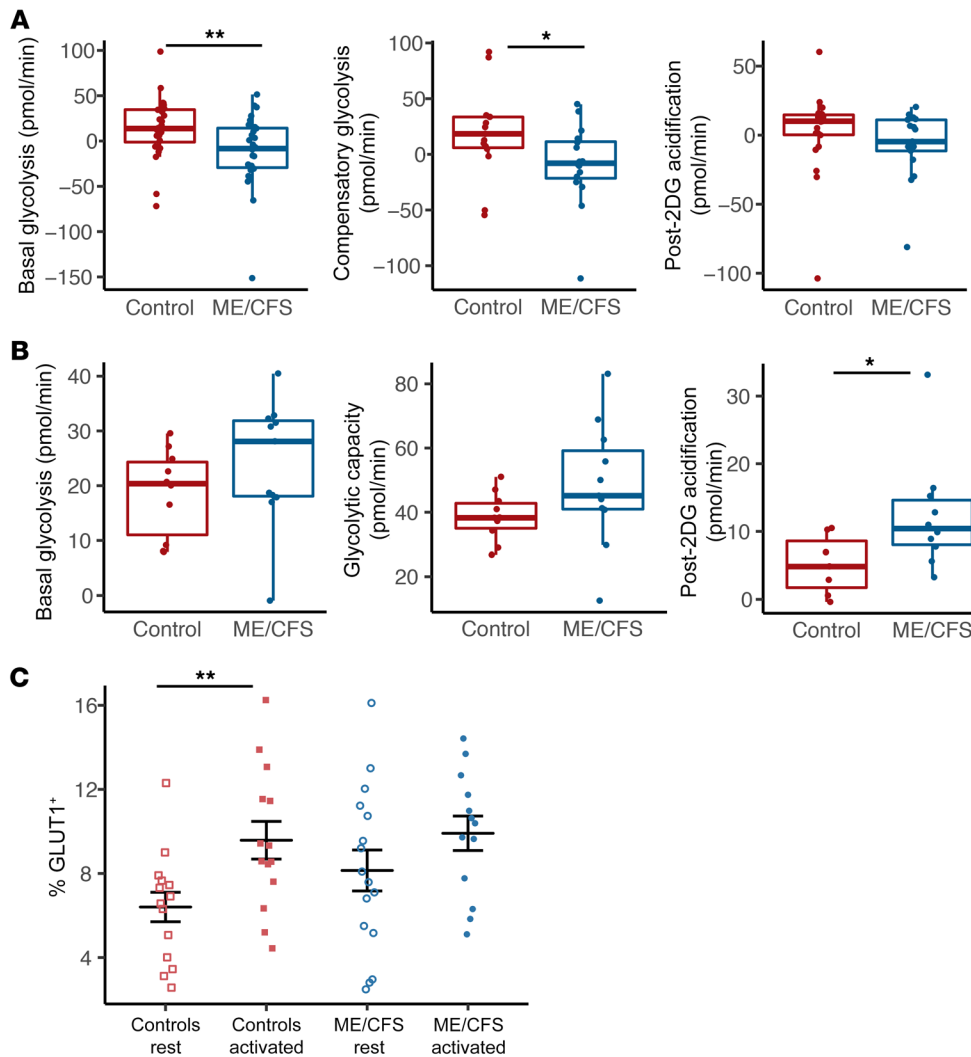 A
Basal glycolysis (pmol/min)
100
50
0
−50
−100
−150
**
Control ME/CFS
Compensatory glycolysis
(pmol/min)
100
50
0
−50
−100
*
Control ME/CFS
Post-2DG acidification
(pmol/min)
50
0
−50
−100
Control ME/CFS
B
Basal glycolysis (pmol/min)
40
30
20
10
0
Control ME/CFS
Glycolytic capacity
(pmol/min)
80
60
40
20
Control ME/CFS
Post-2DG acidification
(pmol/min)
30
20
10
0
*
Control ME/CFS
C
% GLUT1+
16
12
8
4
**
Controls
rest
Controls
activated
ME/CFS
rest
ME/CFS
activated